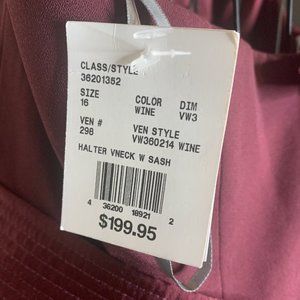 CLASS/STYLE
36201352
SIZE COLOR DIM
16 WINE VW3
VEN # VEN STYLE
298 VW360214 WINE
HALTER VNECK W SASH
4 36200 18921 2
$199.95